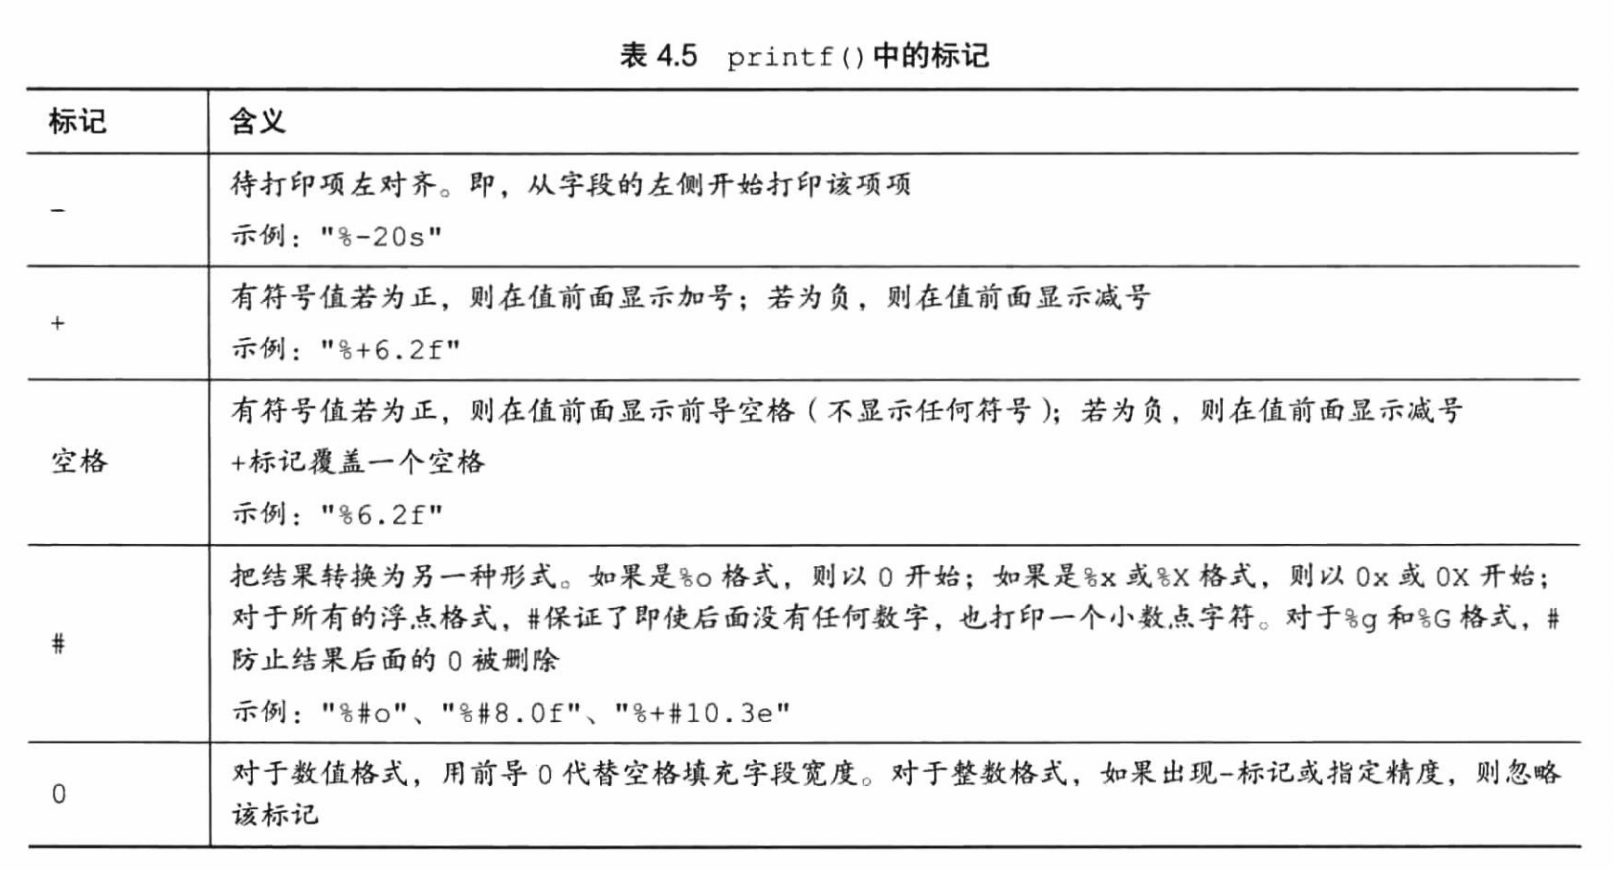 表 4.5 printf()中的标记
标记 含义
- 待打印项左对齐。即，从字段的左侧开始打印该项项
示例："%-20s"
+ 有符号值若为正，则在值前面显示加号；若为负，则在值前面显示减号
示例："%+6.2f"
有符号值若为正，则在值前面显示前导空格（不显示任何符号）；若为负，则在值前面显示减号
空格 +标记覆盖一个空格
示例："%6.2f"
把结果转换为另一种形式。如果是%o格式，则以 0 开始；如果是%x或%X格式，则以 0x 或 0X 开始；
对于所有的浮点格式，#保证了即使后面没有任何数字，也打印一个小数点字符。对于%g和%G格式，#
# 防止结果后面的 0 被删除
示例："%#o"、"%#8.0f"、"%+#10.3e"
0 对于数值格式，用前导 0 代替空格填充字段宽度。对于整数格式，如果出现-标记或指定精度，则忽略
该标记